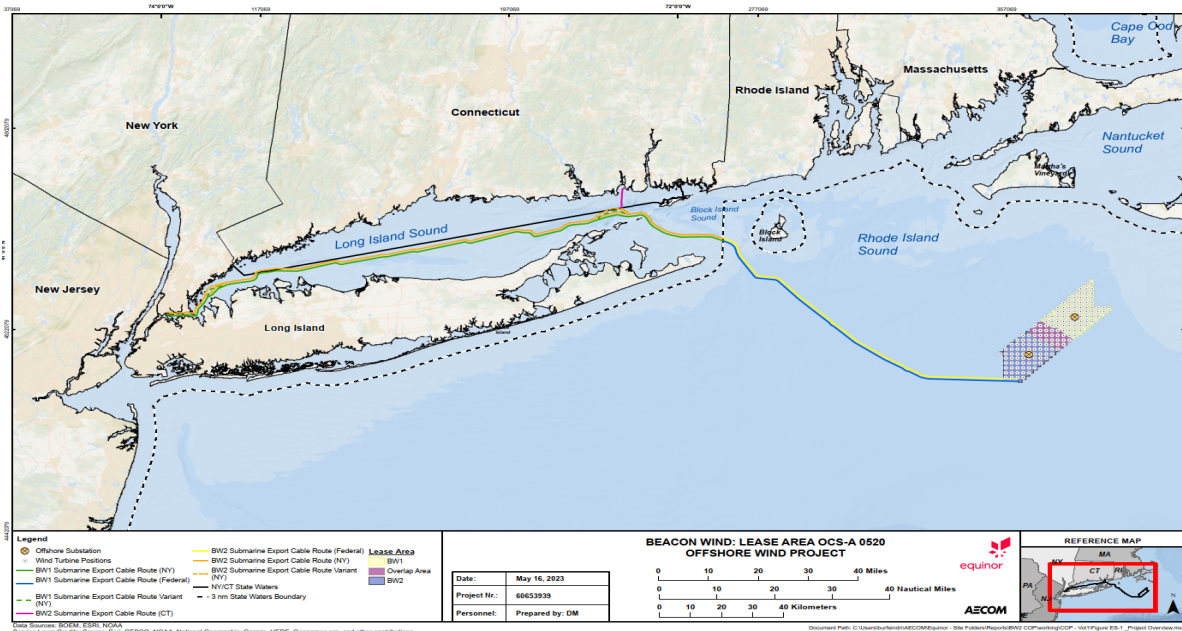 37069
74°0'0"W
117069
197069
72°0'0"W
277069
357069
Cape Cod
Bay
Massachusetts
Rhode Island
Connecticut
New York
Nantucket
Sound
Martha's
Vineyard
Block Island
Sound
Block
Island
Long Island Sound
Rhode Island
Sound
New Jersey
Long Island
Island
Legend
Offshore Substation
Wind Turbine Positions
BW1 Submarine Export Cable Route (NY)
BW1 Submarine Export Cable Route (Federal)
BW1 Submarine Export Cable Route Variant
(NY)
BW2 Submarine Export Cable Route (CT)
BW2 Submarine Export Cable Route (Federal)
BW2 Submarine Export Cable Route (NY)
BW2 Submarine Export Cable Route Variant
(NY)
NY/CT State Waters
3 nm State Waters Boundary
Lease Area
BW1
Overlap Area
BW2
Date: May 16, 2023
Project Nr.: 60653939
Personnel: Prepared by: DM
BEACON WIND: LEASE AREA OCS-A 0520
OFFSHORE WIND PROJECT
0 10 20 30 40 Miles
0 10 20 30 40 Nautical Miles
0 10 20 30 40 Kilometers
equinor
AECOM
REFERENCE MAP
NY
MA
CT
RI
PA
NJ
N
Data Sources: BOEM, ESRI, NOAA